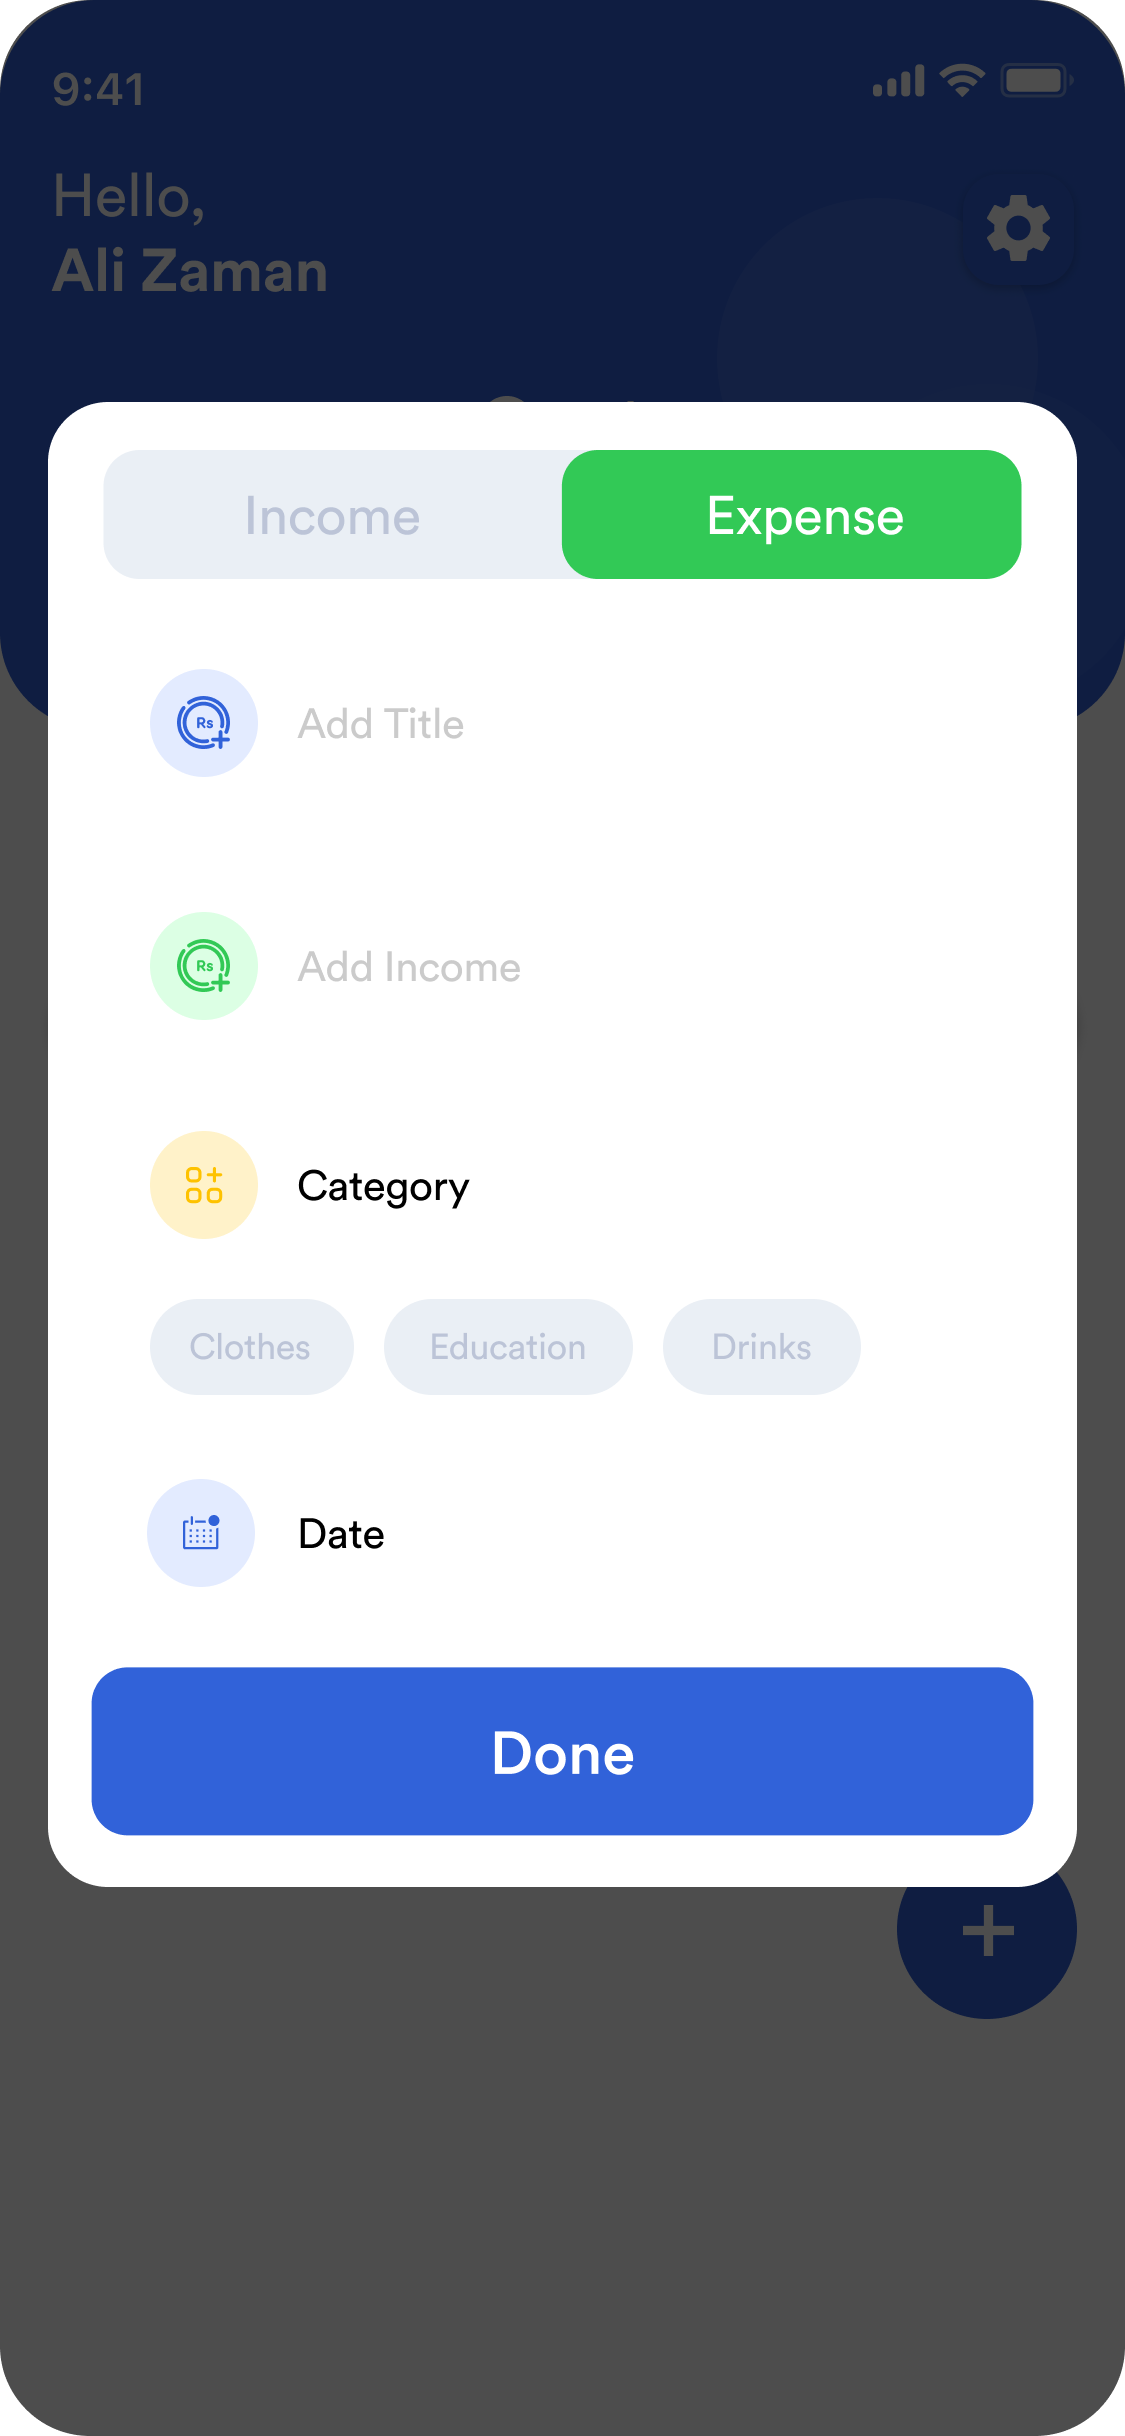 9:41
Hello,
Ali Zaman
Income Expense
Rs Add Title
Rs Add Income
Category
Clothes Education Drinks
Date
Done